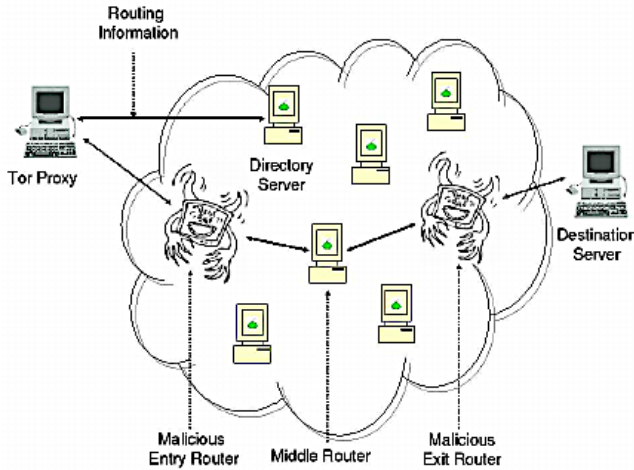 Routing
Information
Tor Proxy
Directory
Server
Destination
Server
Malicious
Entry Router
Middle Router
Malicious
Exit Router